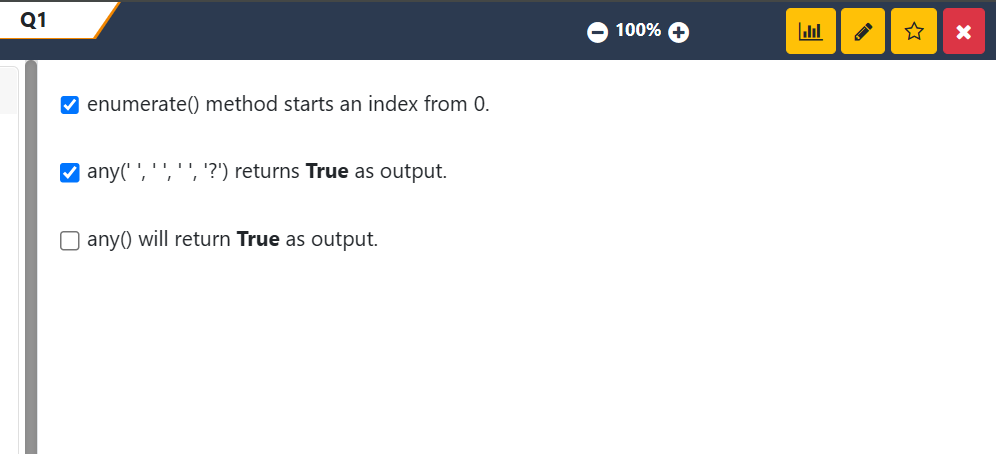 Q1
100%
enumerate() method starts an index from 0.
any(' ', ' ', ' ', '?') returns True as output.
any() will return True as output.